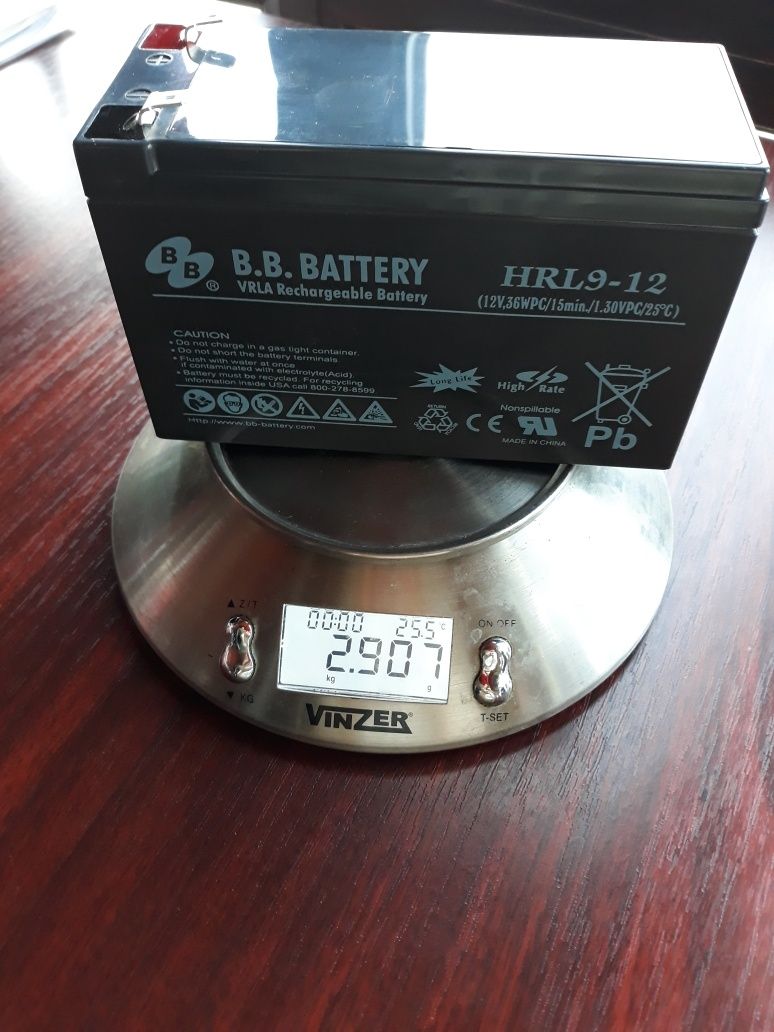 +
-
BB®
B.B. BATTERY
VRLA Rechargeable Battery
HRL9-12
(12V,36WPC/15min./1.30VPC/25°C)
CAUTION
• Do not charge in a gas tight container.
• Do not short the battery terminals
• Flush with water at once
if contaminated with electrolyte(Acid).
• Battery must be recycled. For recycling
information inside USA call 800-278-8599
Http://www.bb-battery.com
Long Life
High Rate
RETURN
Nonspillable
CE
MADE IN CHINA
Pb
▲ Z/T
▼ KG
00:00 25.5°C
2.907
kg
g
ON OFF
T-SET
VINZER®